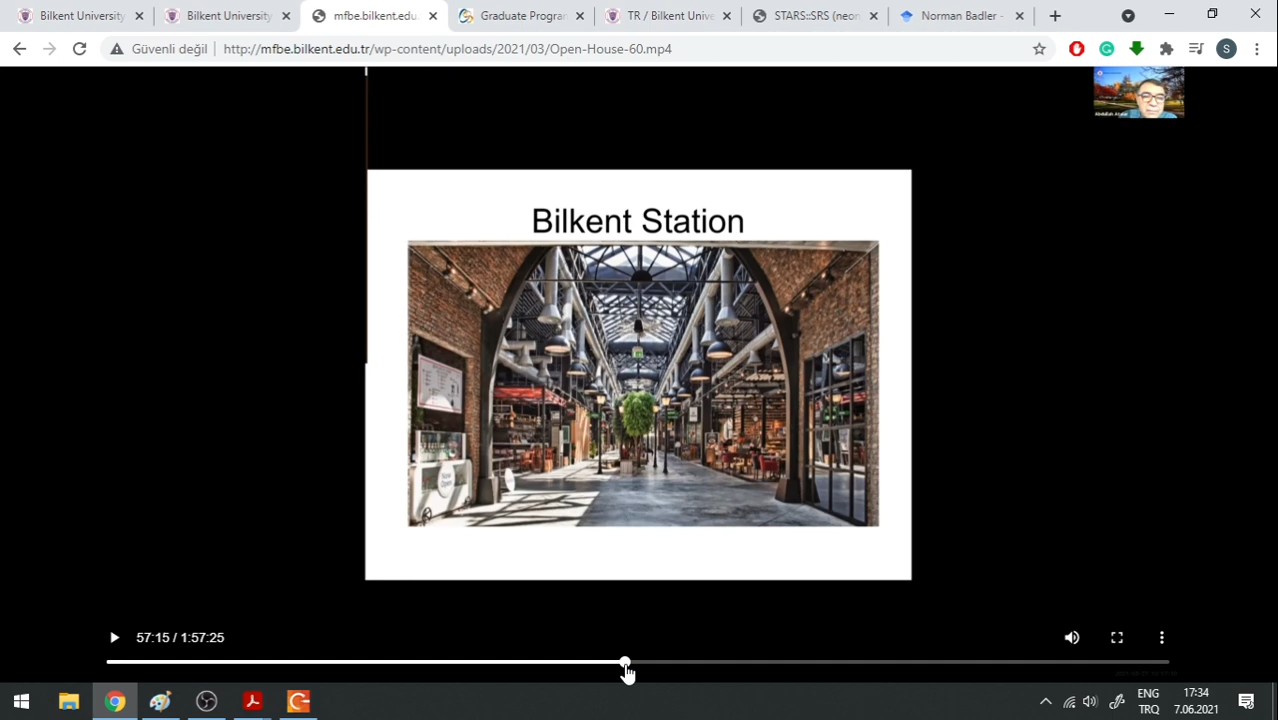 Bilkent University
Bilkent University
mfbe.bilkent.edu.
Graduate Progran
TR / Bilkent Unive
STARS::SRS (neon
Norman Badler -
Güvenli değil
http://mfbe.bilkent.edu.tr/wp-content/uploads/2021/03/Open-House-60.mp4
S
Bilkent Station
57:15 / 1:57:25
ENG
TRQ
17:34
7.06.2021